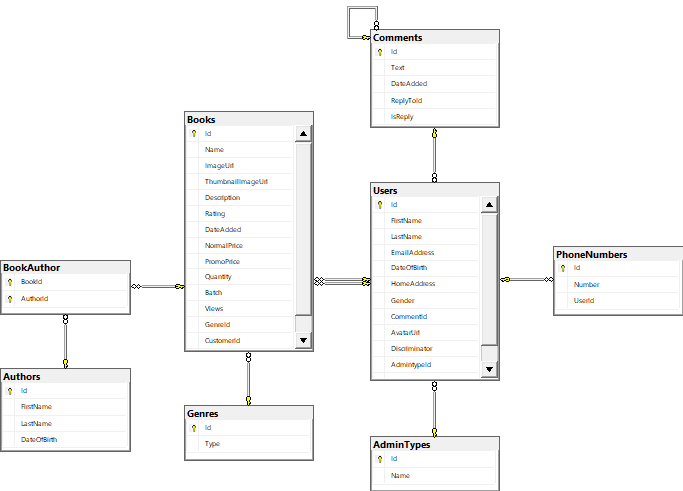 Comments
Id
Text
DateAdded
ReplyToId
IsReply
Books
Id
Name
ImageUrl
ThumbnailImageUrl
Description
Rating
DateAdded
NormalPrice
PromoPrice
Quantity
Batch
Views
GenreId
CustomerId
Users
Id
FirstName
LastName
EmailAddress
DateOfBirth
HomeAddress
Gender
CommentId
AvatarUrl
Discriminator
AdmintypeId
PhoneNumbers
Id
Number
UserId
BookAuthor
BookId
AuthorId
Authors
Id
FirstName
LastName
DateOfBirth
Genres
Id
Type
AdminTypes
Id
Name